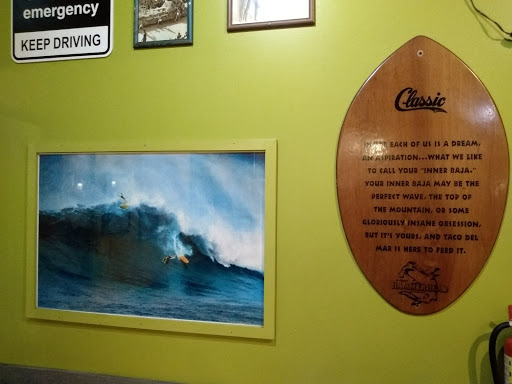 emergency
KEEP DRIVING
Classic
INSIDE EACH OF US IS A DREAM,
AN ASPIRATION...WHAT WE LIKE
TO CALL YOUR "INNER BAJA."
YOUR INNER BAJA MAY BE THE
PERFECT WAVE, THE TOP OF
THE MOUNTAIN, OR SOME
GLORIOUSLY INSANE OBSESSION,
BUT IT'S YOURS. AND TACO DEL
MAR IS HERE TO FEED IT.